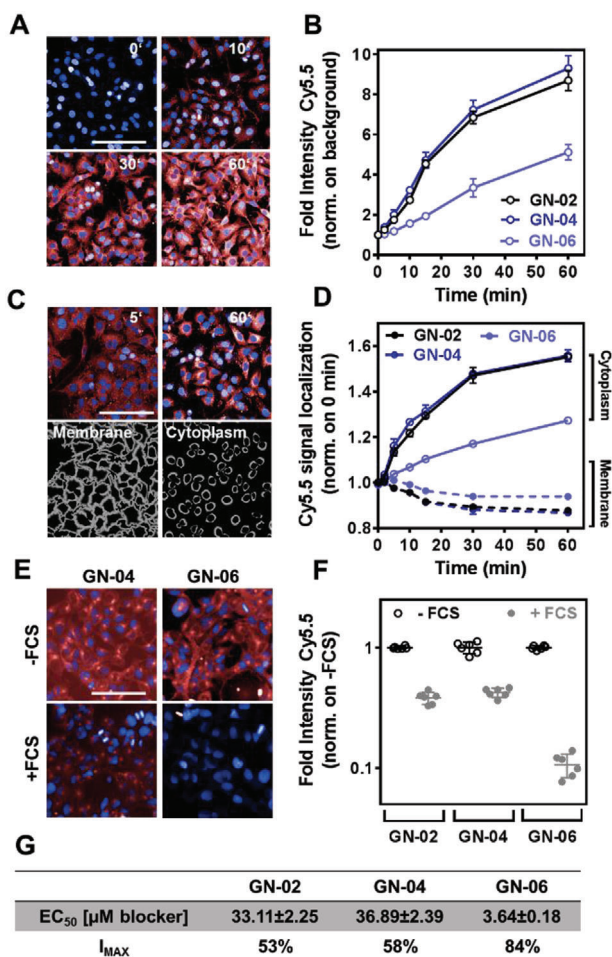 A
0'
10'
30'
60'
B
Fold Intensity Cy5.5
(norm. on background)
10
8
6
4
2
0
GN-02
GN-04
GN-06
0 10 20 30 40 50 60
Time (min)
C
5'
60'
Membrane
Cytoplasm
D
Cy5.5 signal localization
(norm. on 0 min)
1.6
1.4
1.2
1.0
0.8
GN-02
GN-04
GN-06
Cytoplasm
Membrane
0 10 20 30 40 50 60
Time (min)
E
GN-04 GN-06
-FCS
+FCS
F
Fold Intensity Cy5.5
(norm. on -FCS)
- FCS + FCS
1
0.1
GN-02 GN-04 GN-06
G
GN-02 GN-04 GN-06
EC50 [µM blocker] 33.11±2.25 36.89±2.39 3.64±0.18
IMAX 53% 58% 84%